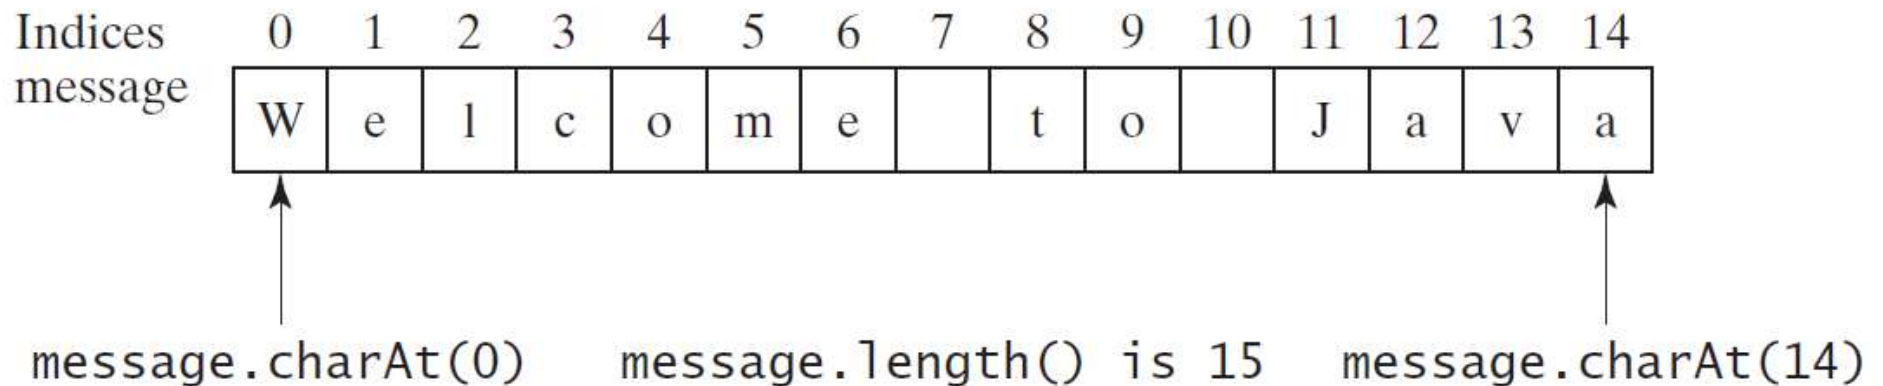 Indices 0 1 2 3 4 5 6 7 8 9 10 11 12 13 14
message W e l c o m e t o J a v a
message.charAt(0) message.length() is 15 message.charAt(14)